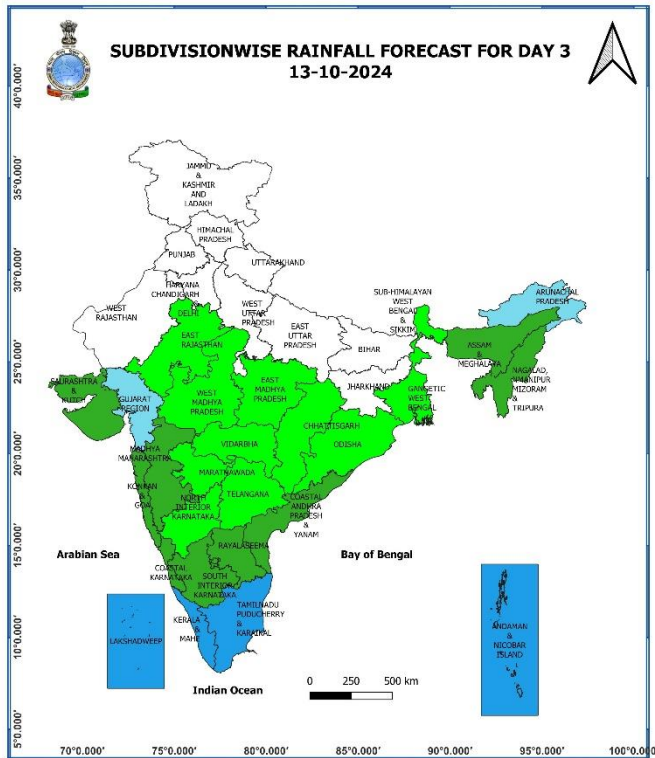 SUBDIVISIONWISE RAINFALL FORECAST FOR DAY 3
13-10-2024
40°0.000'
35°0.000'
30°0.000'
25°0.000'
20°0.000'
15°0.000'
10°0.000'
5°0.000'
JAMMU
&
KASHMIR
AND
LADAKH
HIMACHAL
PRADESH
PUNJAB
UTTARAKHAND
HARYANA
CHANDIGARH &
DELHI
WEST
RAJASTHAN
WEST
UTTAR
PRADESH
EAST
UTTAR
PRADESH
SUB-HIMALAYAN
WEST
BENGAL
&
SIKKIM
ARUNACHAL
PRADESH
EAST
RAJASTHAN
BIHAR
ASSAM
&
MEGHALAYA
NAGALAD,
MANIPUR
MIZORAM
&
TRIPURA
SAURASHTRA
&
KUTCH
GUJARAT
REGION
WEST
MADHYA
PRADESH
EAST
MADHYA
PRADESH
JHARKHAND
GANGETIC
WEST
BENGAL
CHHATTISGARH
ODISHA
MADHYA
MAHARASHTRA
VIDARBHA
MARATHAWADA
KONKAN
&
GOA
NORTH
INTERIOR
KARNATAKA
TELANGANA
COASTAL
ANDHRA
PRADESH
&
YANAM
Arabian Sea
Bay of Bengal
RAYALASEEMA
COASTAL
KARNATAKA
SOUTH
INTERIOR
KARNATAKA
TAMILNADU
PUDUCHERRY
&
KARAIKAL
KERALA
&
MAHE
LAKSHADWEEP
ANDAMAN
&
NICOBAR
ISLAND
Indian Ocean
0 250 500 km
70°0.000' 75°0.000' 80°0.000' 85°0.000' 90°0.000' 95°0.000' 100°0.000'